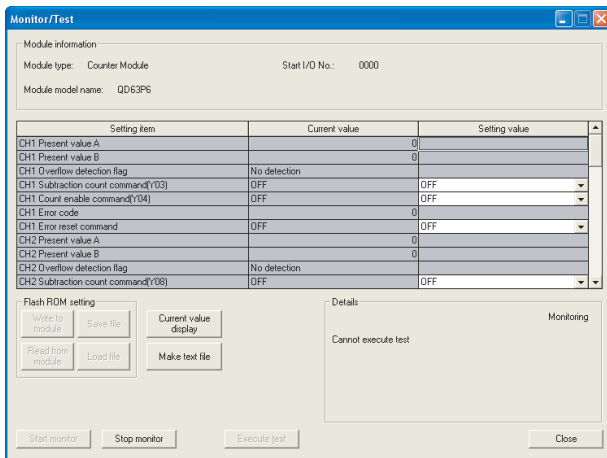 Monitor/Test
Module information
Module type: Counter Module Start I/O No.: 0000
Module model name: QD63P6
Setting item Current value Setting value
CH1 Present value A 0
CH1 Present value B 0
CH1 Overflow detection flag No detection
CH1 Subtraction count command(Y03) OFF OFF
CH1 Count enable command(Y04) OFF OFF
CH1 Error code 0
CH1 Error reset command OFF OFF
CH2 Present value A 0
CH2 Present value B 0
CH2 Overflow detection flag No detection
CH2 Subtraction count command(Y08) OFF OFF
Flash ROM setting
Write to
module
Save file
Current value
display
Read from
module
Load file
Make text file
Details
Monitoring
Cannot execute test
Start monitor Stop monitor Execute test Close